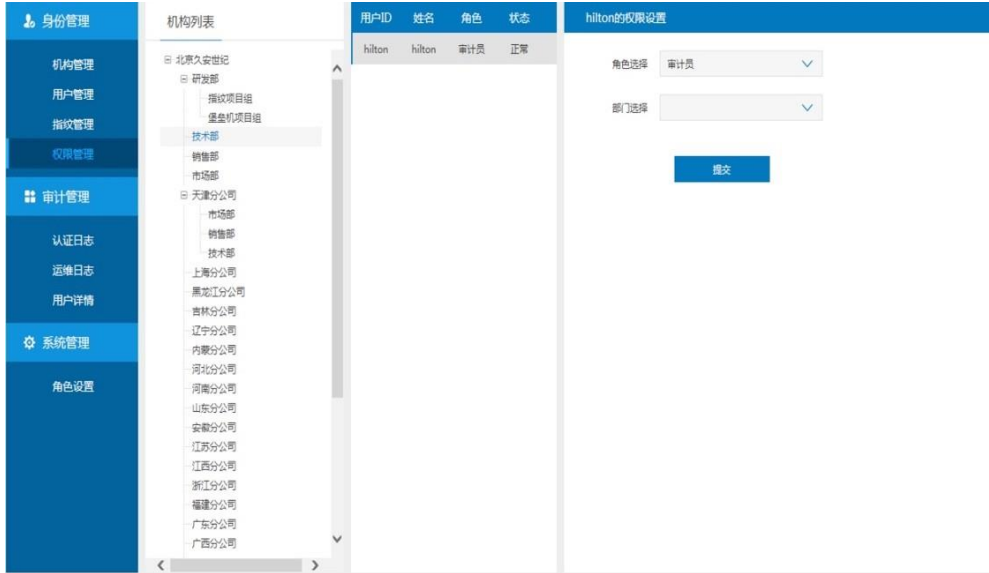 身份管理
机构管理
用户管理
指纹管理
权限管理
审计管理
认证日志
运维日志
用户详情
系统管理
角色设置
机构列表
北京久安世纪
研发部
指纹项目组
堡垒机项目组
技术部
销售部
市场部
天津分公司
市场部
销售部
技术部
上海分公司
黑龙江分公司
吉林分公司
辽宁分公司
内蒙分公司
河北分公司
河南分公司
山东分公司
安徽分公司
江苏分公司
江西分公司
浙江分公司
福建分公司
广东分公司
广西分公司
用户ID 姓名 角色 状态
hilton hilton 审计员 正常
hilton的权限设置
角色选择 审计员
部门选择
提交